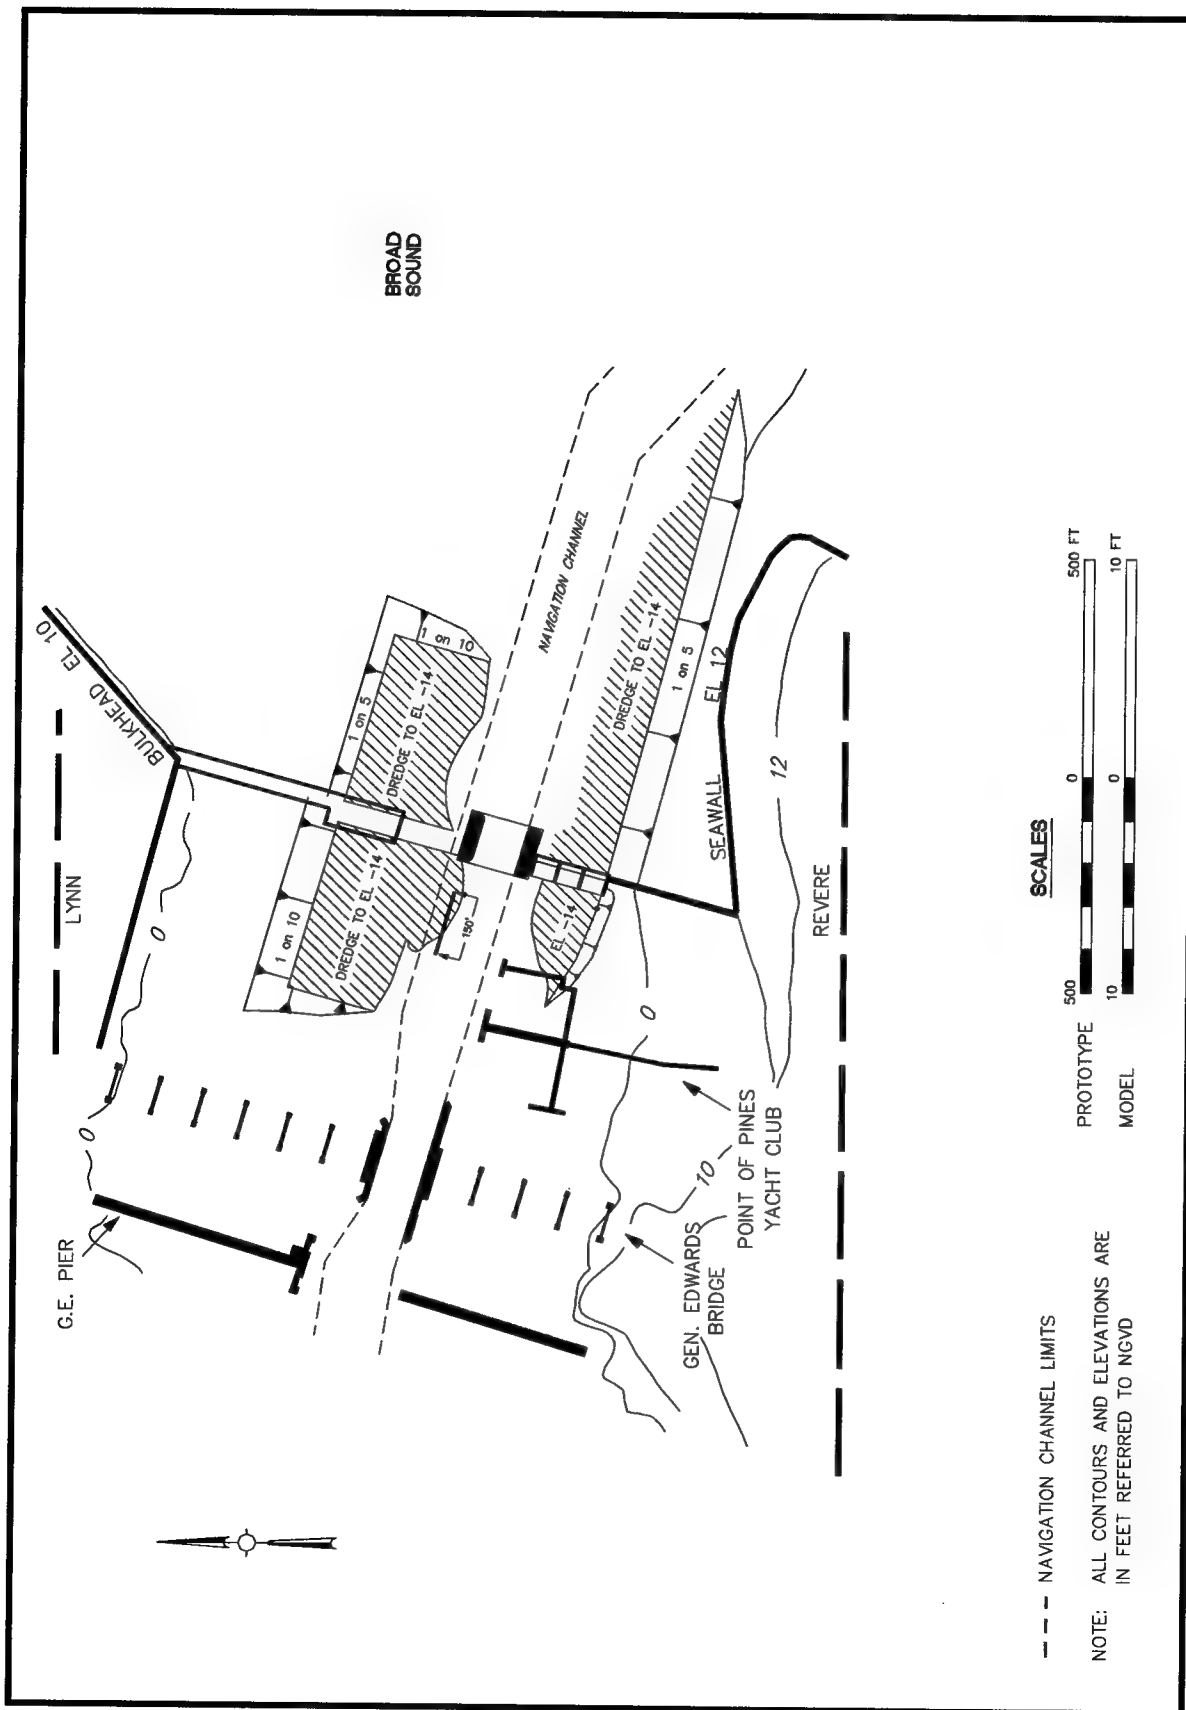 BROAD
SOUND
BULKHEAD EL 10
LYNN
0
0
1 on 5
1 on 10
DREDGE TO EL -14
1 on 10
DREDGE TO EL -14
150'
NAVIGATION CHANNEL
DREDGE TO EL -14
1 on 5
EL -14
SEAWALL EL 12
12
0
10
REVERE
G.E. PIER
GEN. EDWARDS
BRIDGE
POINT OF PINES
YACHT CLUB
SCALES
PROTOTYPE 500 0 500 FT
MODEL 10 0 10 FT
NAVIGATION CHANNEL LIMITS
NOTE: ALL CONTOURS AND ELEVATIONS ARE
IN FEET REFERRED TO NGVD